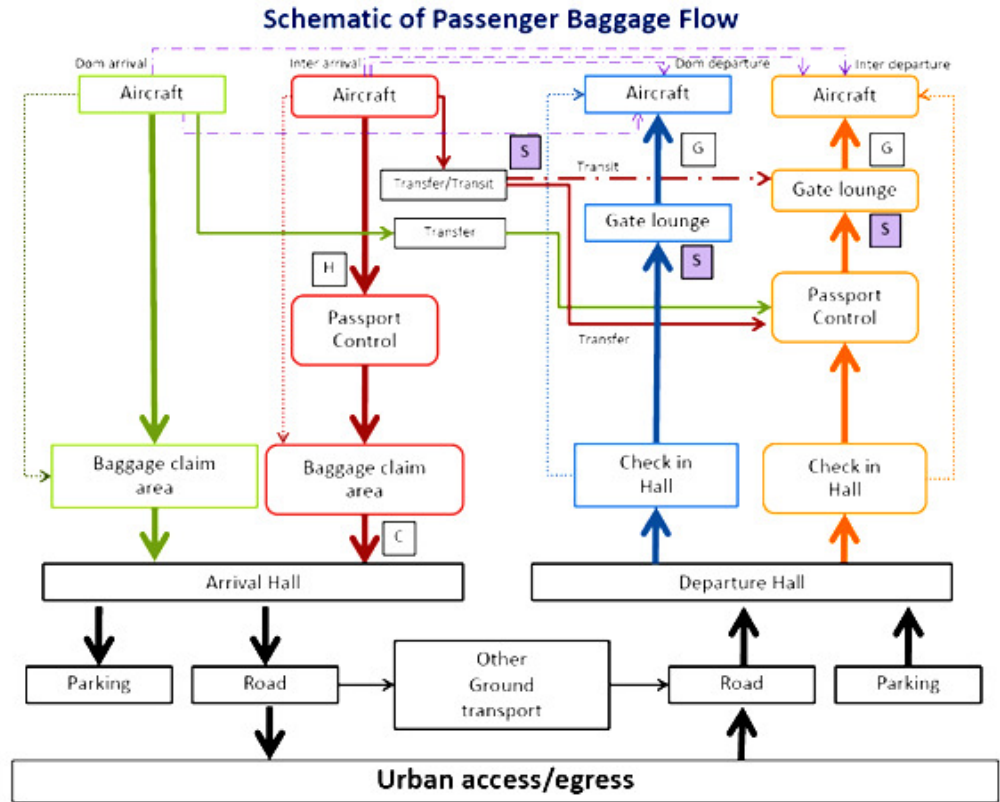 Schematic of Passenger Baggage Flow
Dom arrival
Inter arrival
Dom departure
Inter departure
Aircraft
Aircraft
Aircraft
Aircraft
S
G
G
Transit
Transfer/Transit
Gate lounge
Gate lounge
Transfer
S
S
H
Passport
Control
Passport
Control
Transfer
Baggage claim
area
Baggage claim
area
Check in
Hall
Check in
Hall
C
Arrival Hall
Departure Hall
Parking
Road
Other
Ground
transport
Road
Parking
Urban access/egress